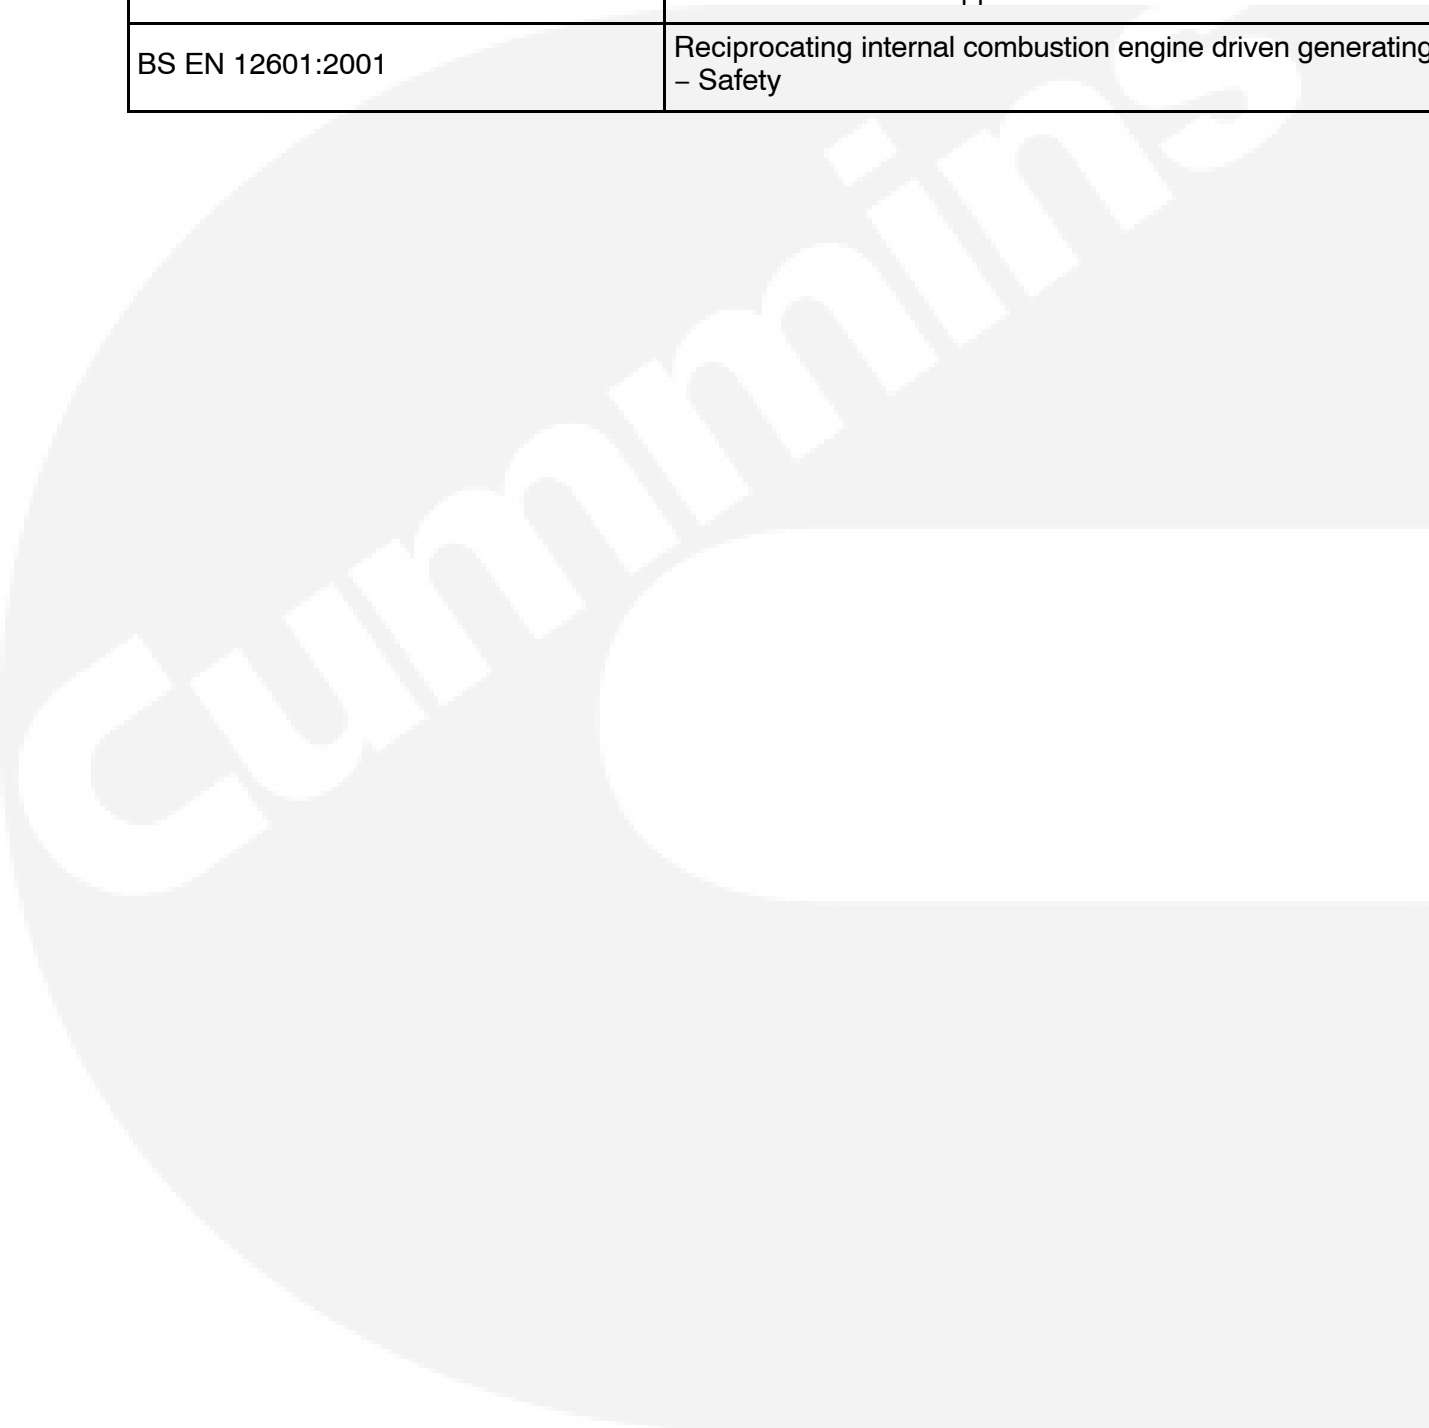 BS EN 12601:2001
Reciprocating internal combustion engine driven generating
– Safety
Cummins